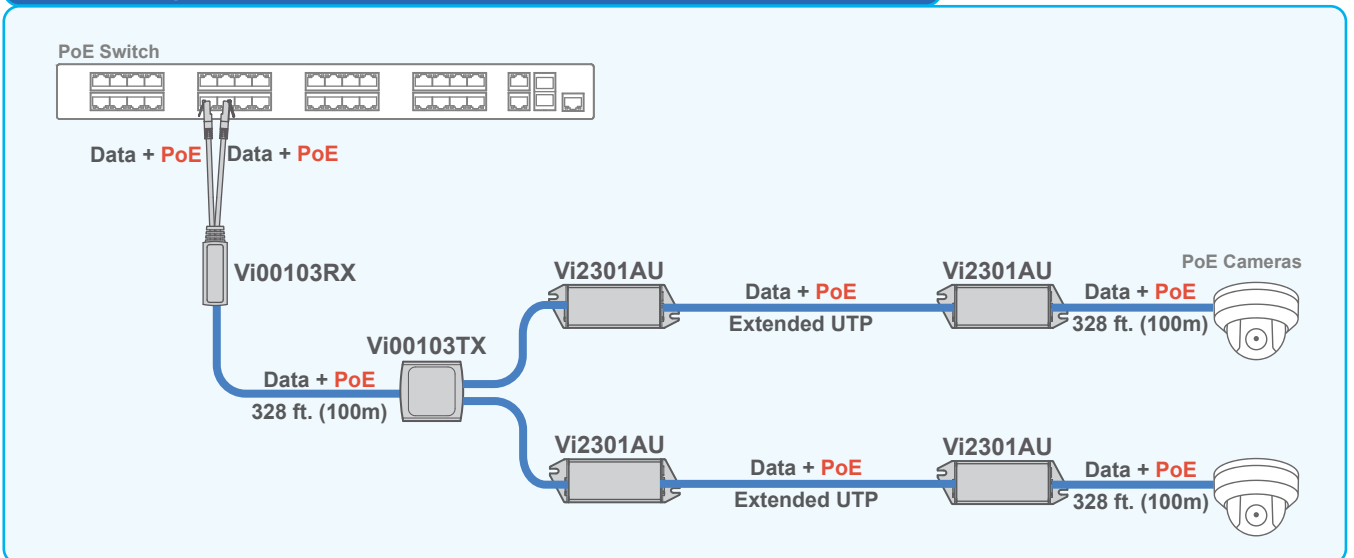 PoE Switch
Data + PoE
Data + PoE
Vi00103RX
Vi2301AU
Vi2301AU
PoE Cameras
Data + PoE
Data + PoE
Extended UTP
328 ft. (100m)
Vi00103TX
Data + PoE
328 ft. (100m)
Vi2301AU
Vi2301AU
Data + PoE
Data + PoE
Extended UTP
328 ft. (100m)